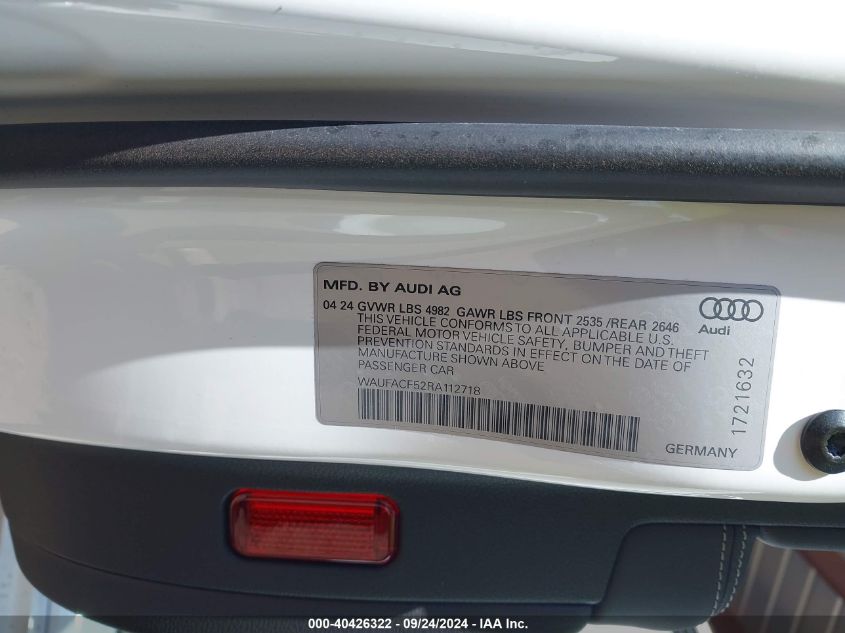 MFD. BY AUDI AG
04 24 GVWR LBS 4982 GAWR LBS FRONT 2535 /REAR 2646
THIS VEHICLE CONFORMS TO ALL APPLICABLE U.S.
FEDERAL MOTOR VEHICLE SAFETY, BUMPER AND THEFT
PREVENTION STANDARDS IN EFFECT ON THE DATE OF
MANUFACTURE SHOWN ABOVE
PASSENGER CAR
WAUFACF52RA112718
Audi
1721632
GERMANY
000-40426322 - 09/24/2024 - IAA Inc.